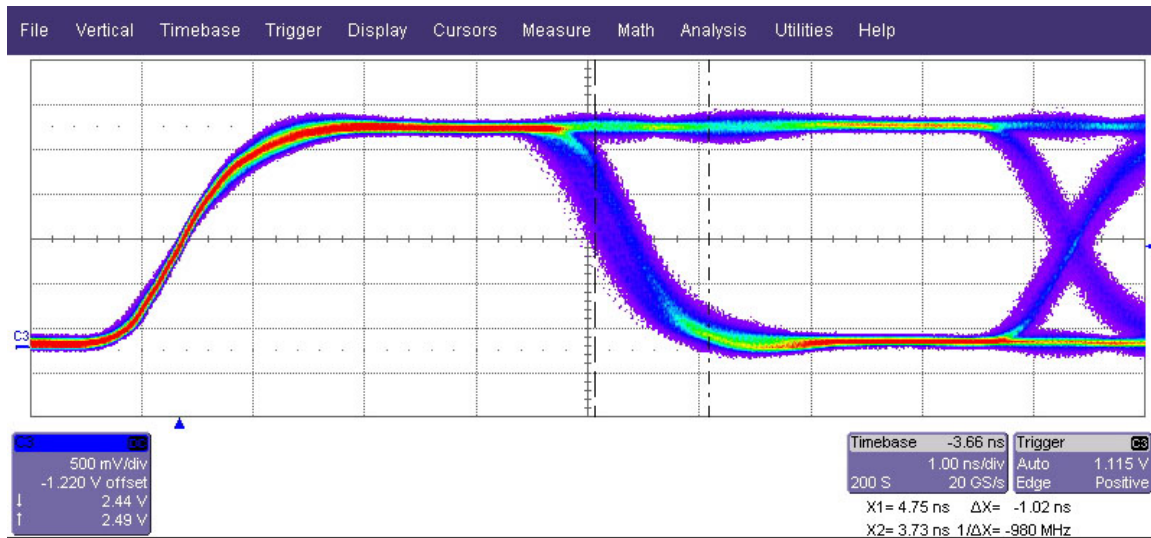 File Vertical Timebase Trigger Display Cursors Measure Math Analysis Utilities Help
C3
C3 DC
500 mV/div
-1.220 V offset
↓ 2.44 V
↑ 2.49 V
Timebase -3.66 ns
1.00 ns/div
200 S 20 GS/s
Trigger C3
Auto 1.115 V
Edge Positive
X1= 4.75 ns ΔX= -1.02 ns
X2= 3.73 ns 1/ΔX= -980 MHz